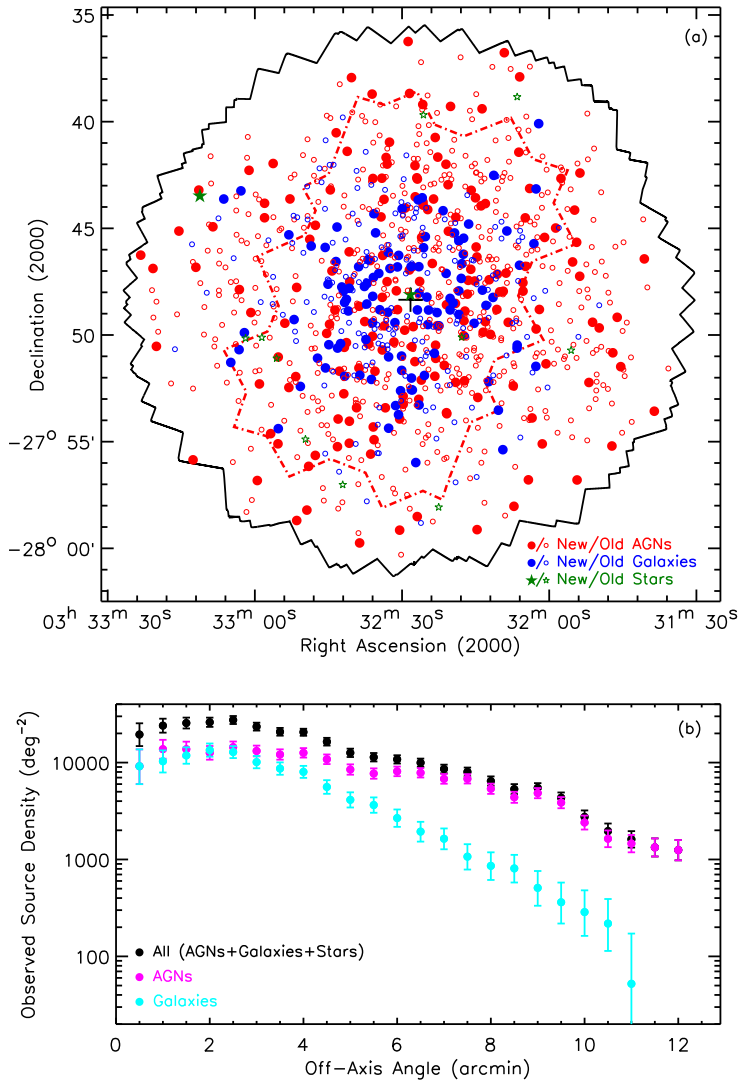 (a)
35
40
45
50
−27° 55'
−28° 00'
Declination (2000)
●/○ New/Old AGNs
●/○ New/Old Galaxies
★/☆ New/Old Stars
03ʰ 33ᵐ 30ˢ 33ᵐ 00ˢ 32ᵐ 30ˢ 32ᵐ 00ˢ 31ᵐ 30ˢ
Right Ascension (2000)
(b)
10000
1000
100
Observed Source Density (deg⁻²)
All (AGNs+Galaxies+Stars)
AGNs
Galaxies
0 2 4 6 8 10 12
Off−Axis Angle (arcmin)